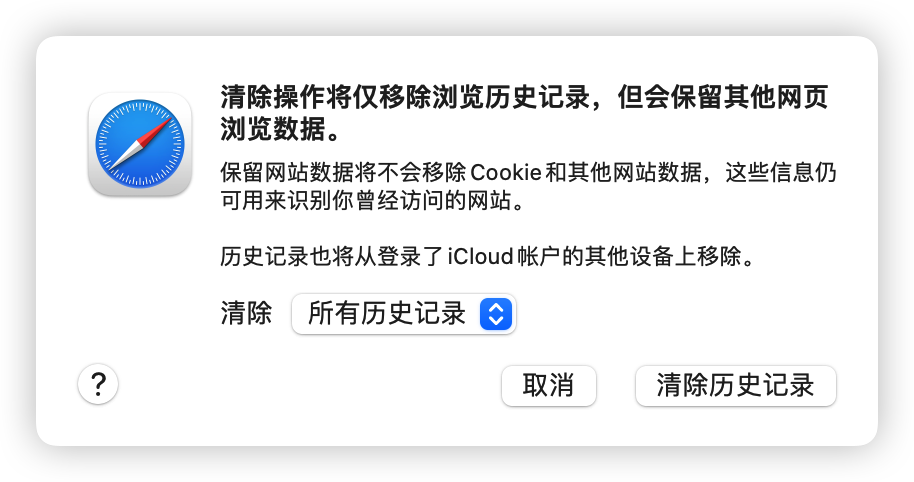 清除操作将仅移除浏览历史记录，但会保留其他网页
浏览数据。
保留网站数据将不会移除 Cookie 和其他网站数据，这些信息仍
可用来识别你曾经访问的网站。
历史记录也将从登录了 iCloud 帐户的其他设备上移除。
清除 所有历史记录
? 取消 清除历史记录